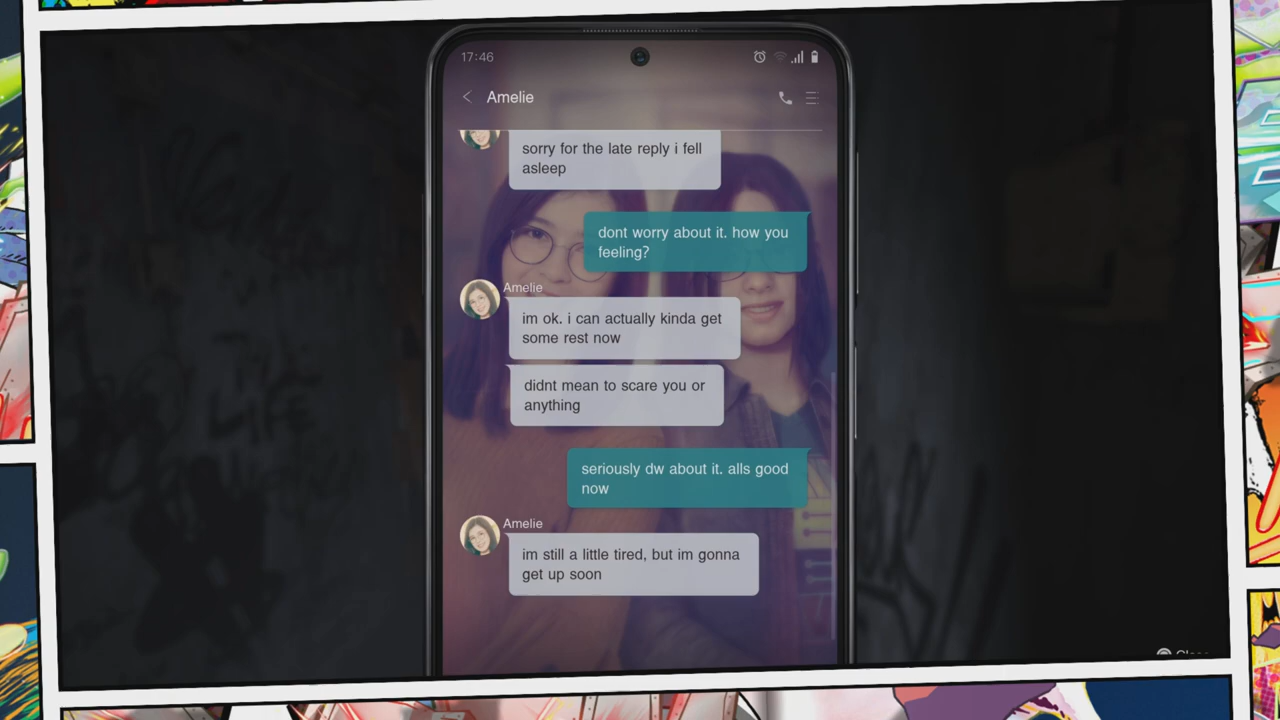 17:46
Amelie
sorry for the late reply i fell
asleep
dont worry about it. how you
feeling?
Amelie
im ok. i can actually kinda get
some rest now
didnt mean to scare you or
anything
seriously dw about it. alls good
now
Amelie
im still a little tired, but im gonna
get up soon